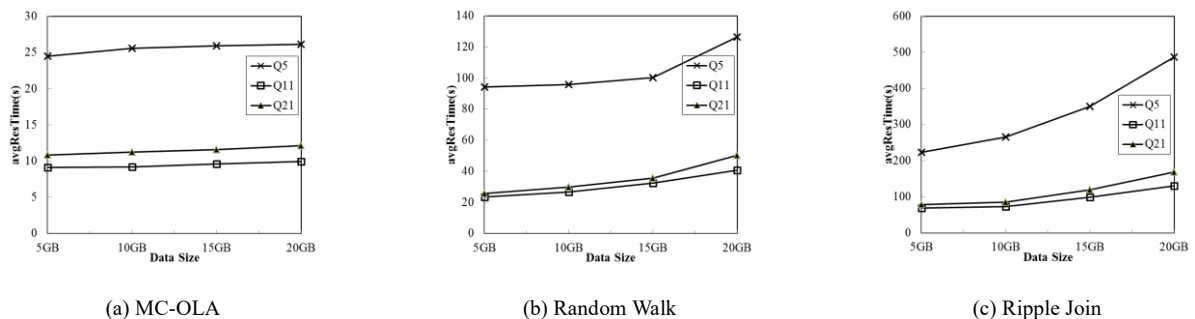 30
25
20
15
10
5
0
avgResTime(s)
5GB 10GB 15GB 20GB
Data Size
Q5
Q11
Q21
(a) MC-OLA
140
120
100
80
60
40
20
0
avgResTime(s)
5GB 10GB 15GB 20GB
Data Size
Q5
Q11
Q21
(b) Random Walk
600
500
400
300
200
100
0
avgResTime(s)
5GB 10GB 15GB 20GB
Data Size
Q5
Q11
Q21
(c) Ripple Join